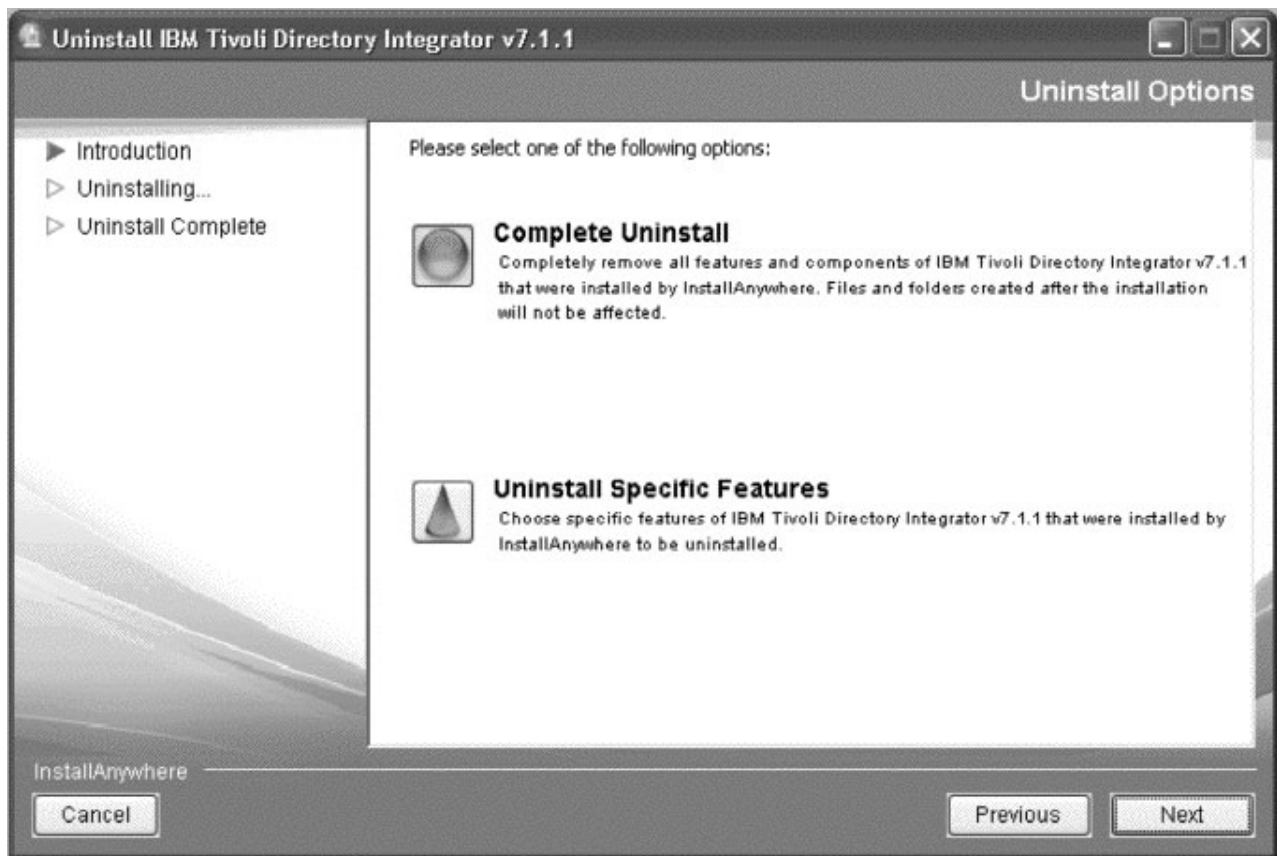 Uninstall IBM Tivoli Directory Integrator v7.1.1
Uninstall Options
Introduction
Uninstalling...
Uninstall Complete
Please select one of the following options:
Complete Uninstall
Completely remove all features and components of IBM Tivoli Directory Integrator v7.1.1
that were installed by InstallAnywhere. Files and folders created after the installation
will not be affected.
Uninstall Specific Features
Choose specific features of IBM Tivoli Directory Integrator v7.1.1 that were installed by
InstallAnywhere to be uninstalled.
InstallAnywhere
Cancel
Previous
Next